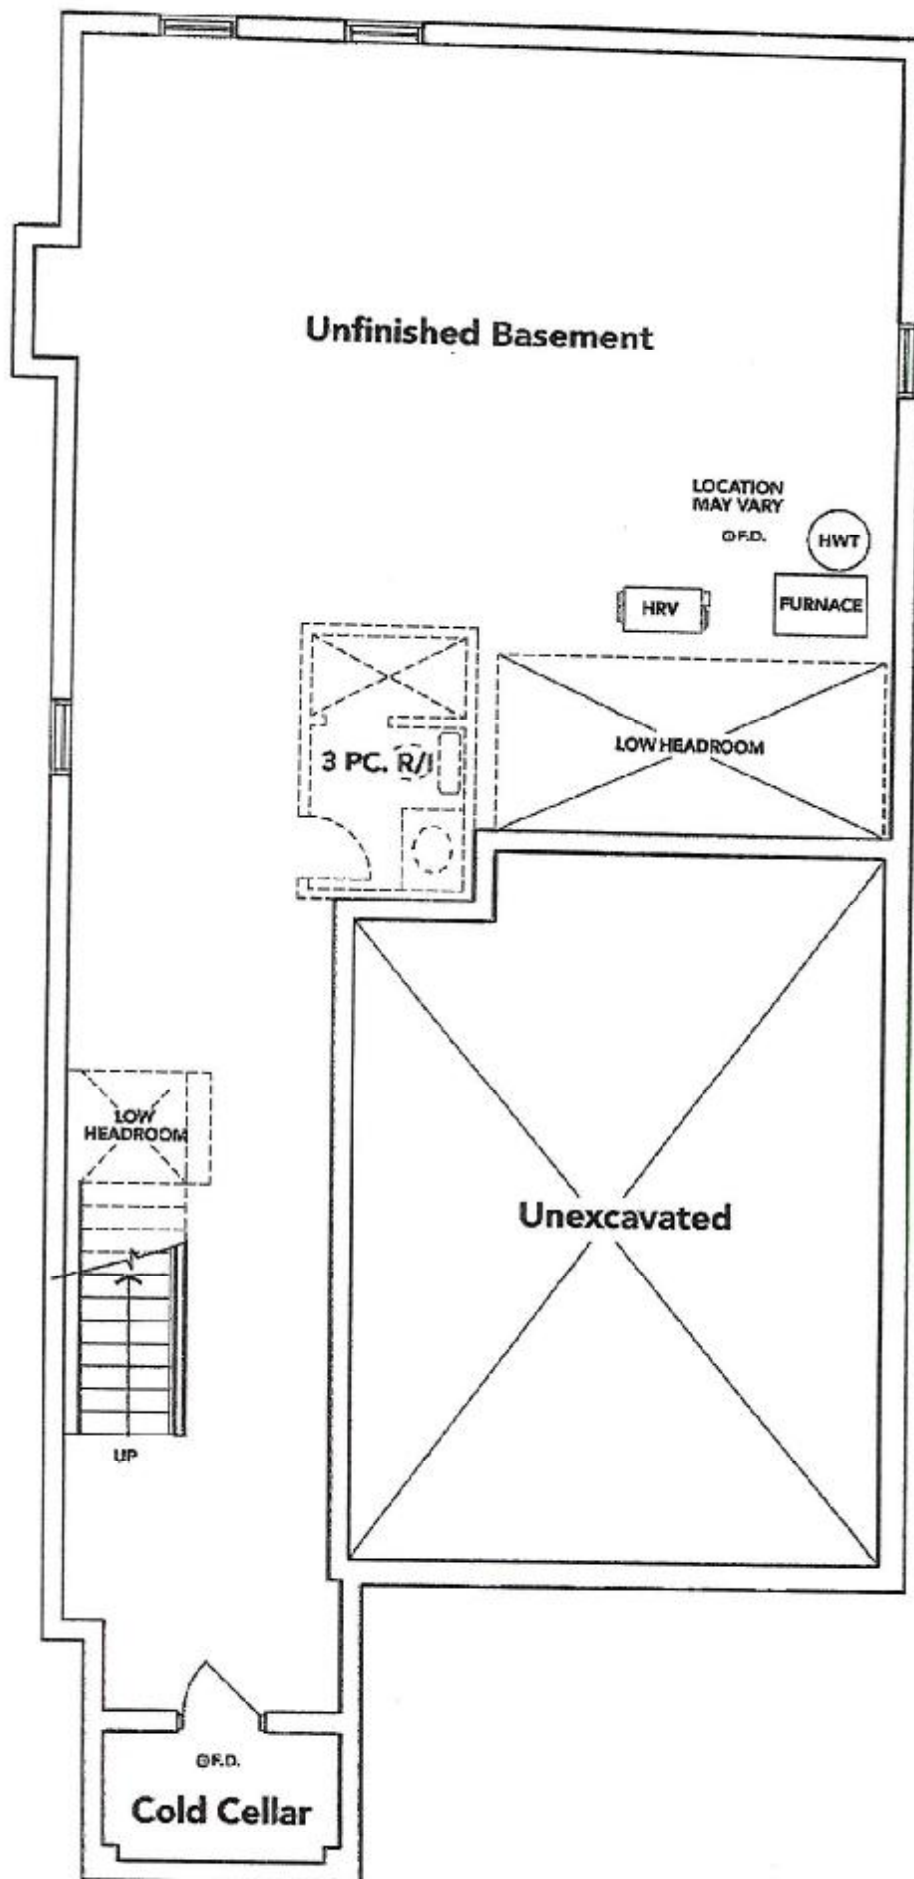 Unfinished Basement
LOCATION
MAY VARY
F.D.
HWT
HRV
FURNACE
3 PC. R/I
LOW HEADROOM
LOW
HEADROOM
Unexcavated
UP
F.D.
Cold Cellar